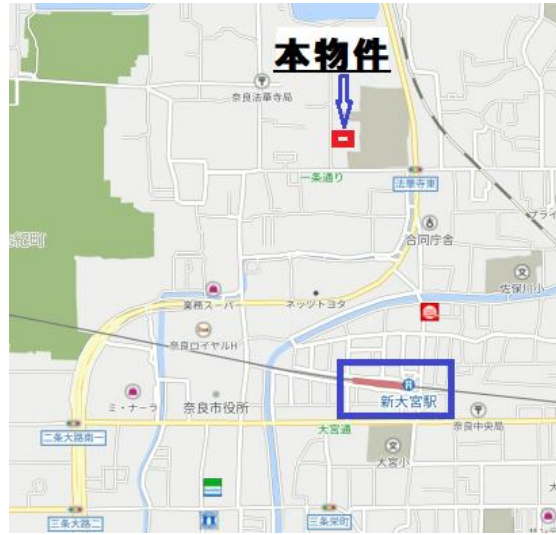 本物件
奈良法華寺局
一条通り
法華寺東
合同庁舎
佐保川小
業務スーパー
ネッツトヨタ
奈良ロイヤルH
新大宮駅
ミ・ナーラ
奈良市役所
大宮通
奈良中央局
二条大路南一
大宮小
三条大路二
三条栄町